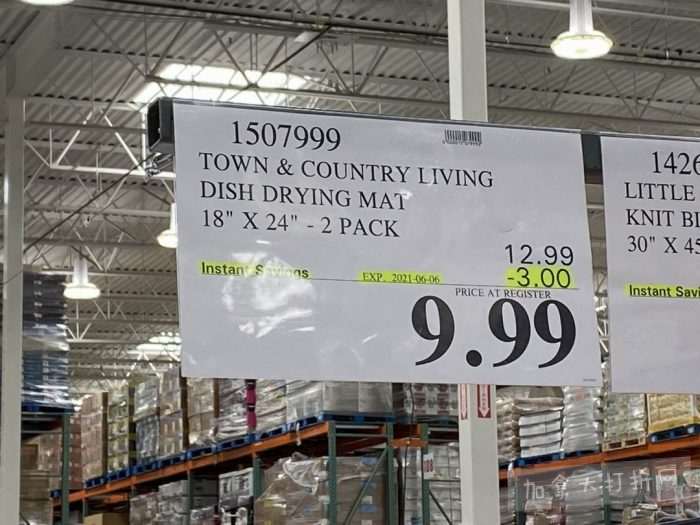 1507999
TOWN & COUNTRY LIVING
DISH DRYING MAT
18" X 24" - 2 PACK
12.99
Instant Savings EXP. 2021-06-06 -3.00
PRICE AT REGISTER
9.99
1426
LITTLE
KNIT
30" X 45
Instant Savi
加拿大打折网